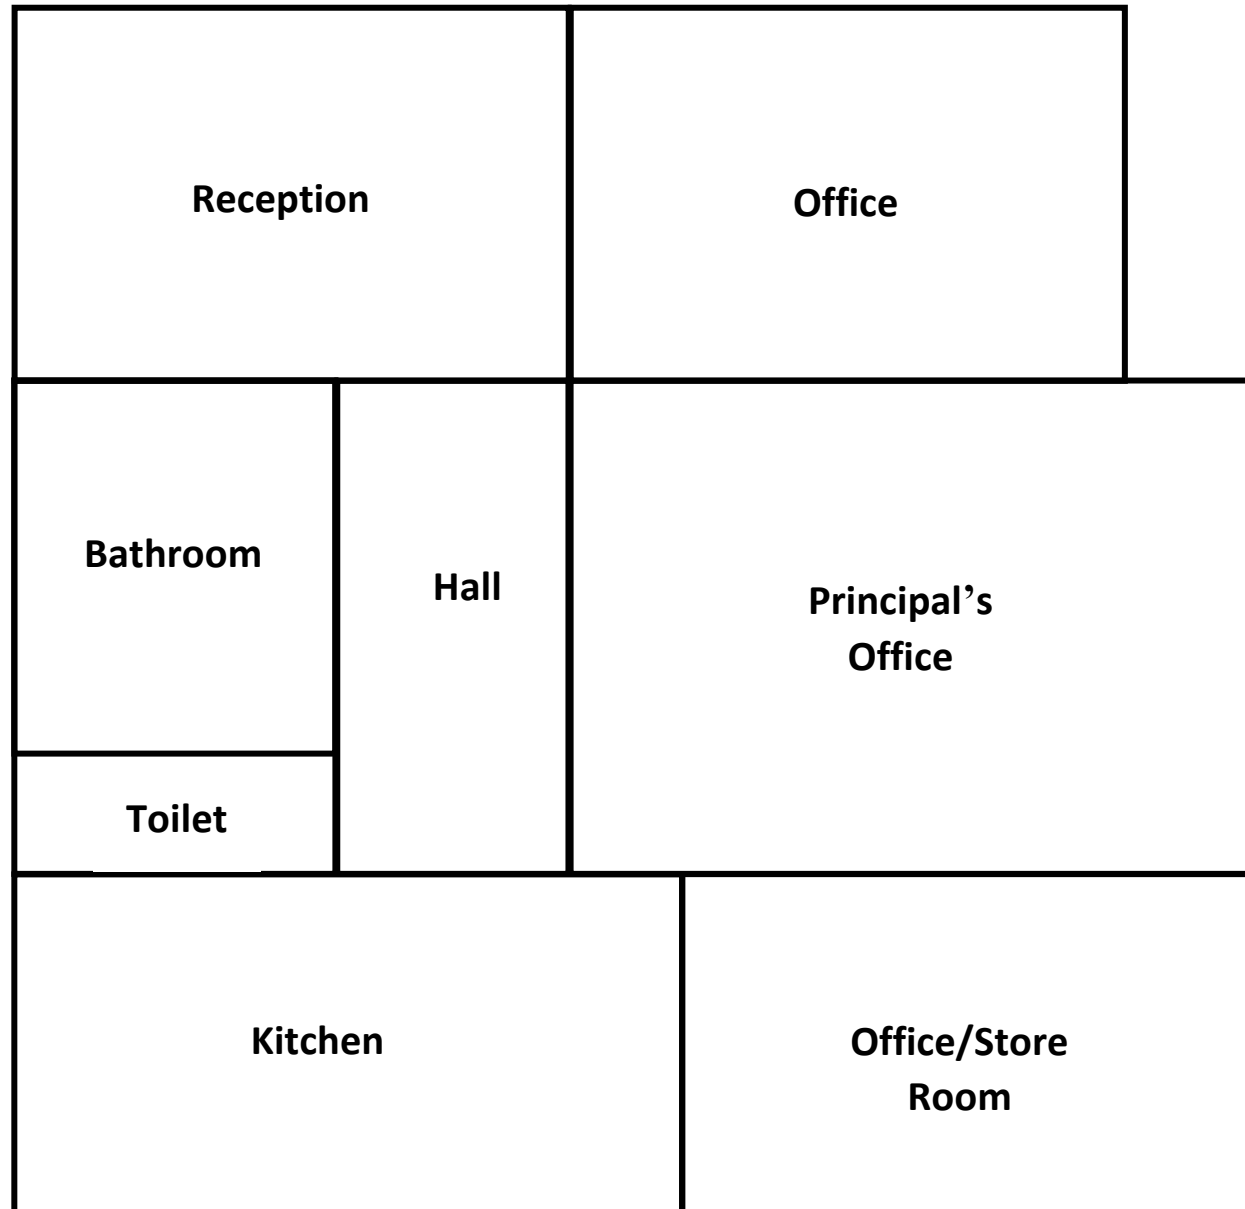 Reception
Office
Bathroom
Hall
Principal’s
Office
Toilet
Kitchen
Office/Store
Room